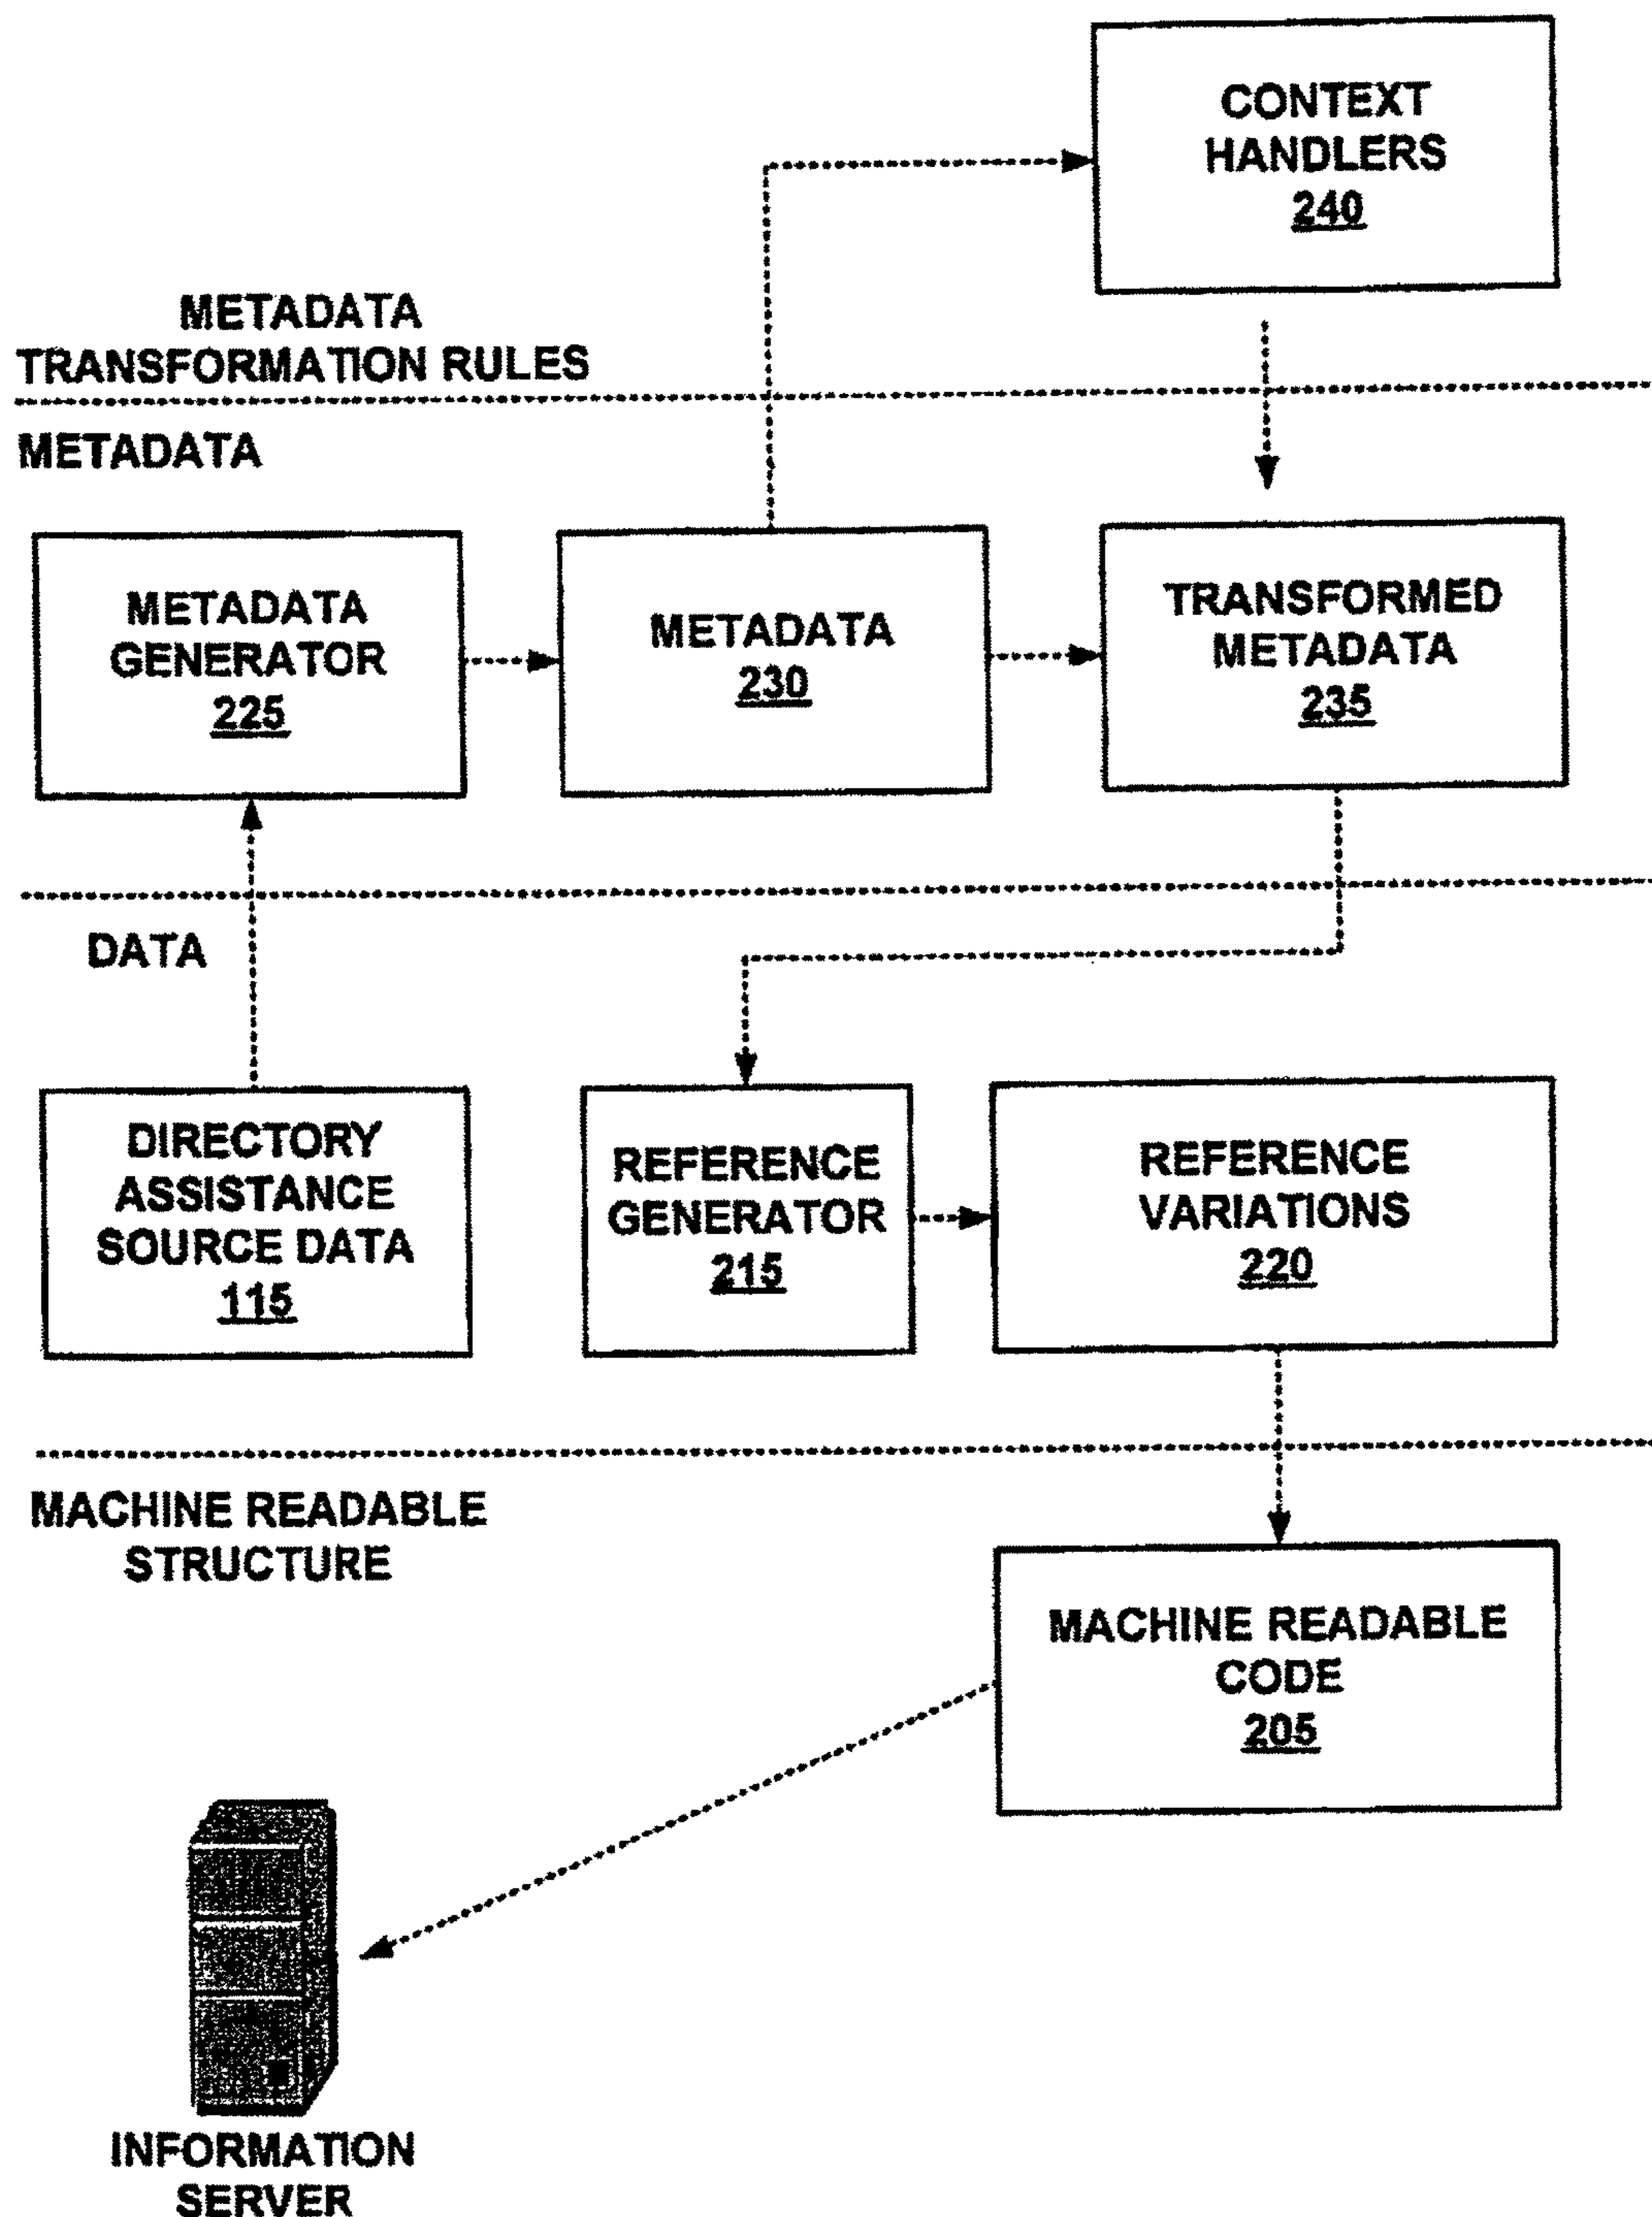 CONTEXT
HANDLERS
240
METADATA
TRANSFORMATION RULES
METADATA
METADATA
GENERATOR
225
METADATA
230
TRANSFORMED
METADATA
235
DATA
DIRECTORY
ASSISTANCE
SOURCE DATA
115
REFERENCE
GENERATOR
215
REFERENCE
VARIATIONS
220
MACHINE READABLE
STRUCTURE
MACHINE READABLE
CODE
205
INFORMATION
SERVER